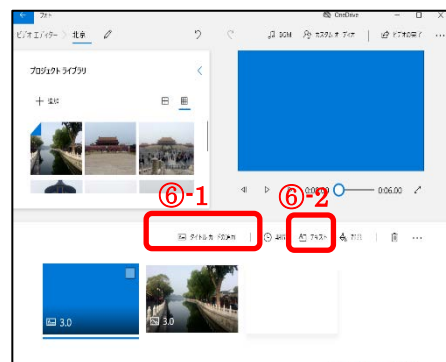 フォト OneDrive
ビデオ エディター > 北京 BGM カスタム オーディオ ビデオの完了
プロジェクト ライブラリ
+ 追加
0:00.00 0:06.00
⑥-1 ⑥-2
タイトル カードの追加 テキスト
3.0 3.0